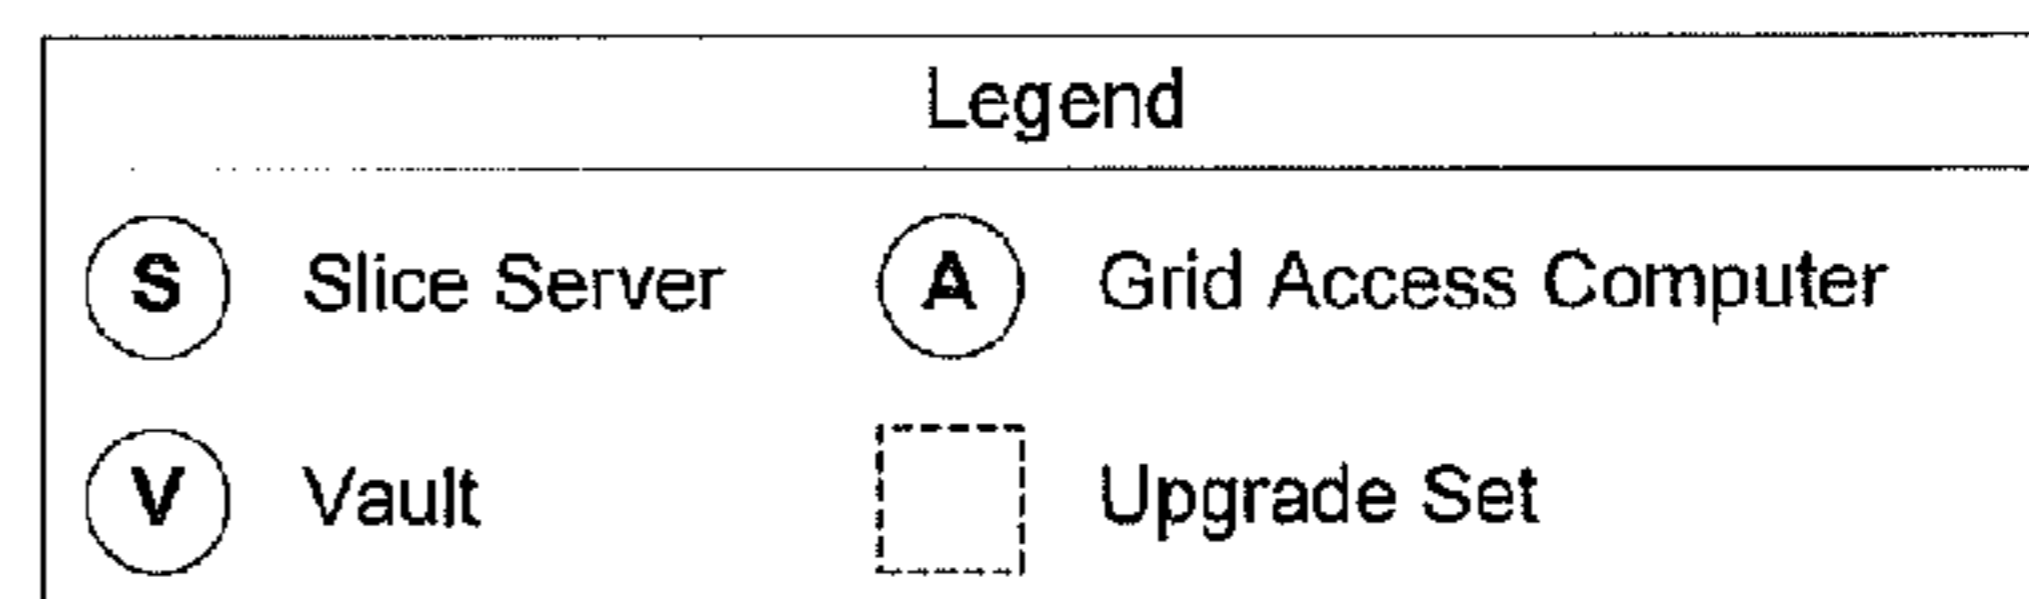 Legend
S Slice Server A Grid Access Computer
V Vault Upgrade Set